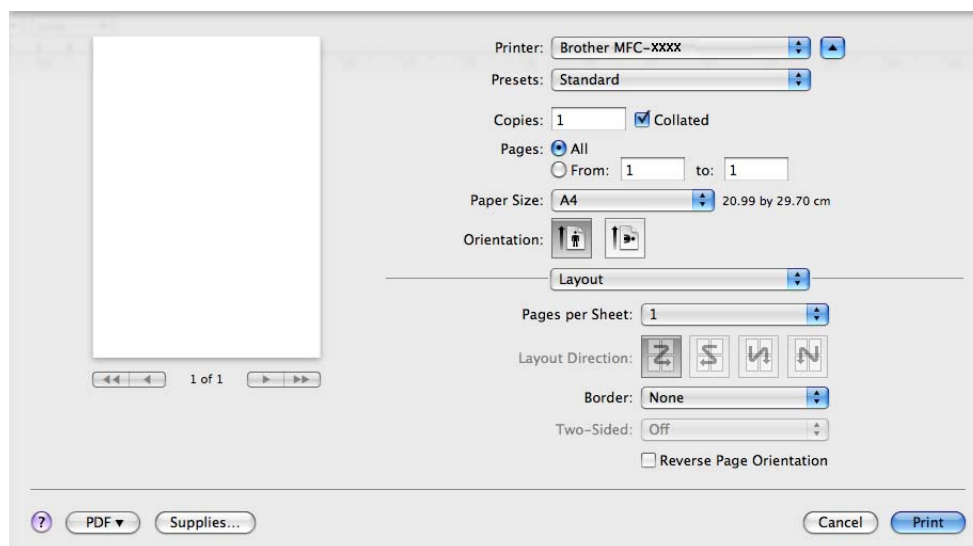 Printer: Brother MFC-XXXX
Presets: Standard
Copies: 1 Collated
Pages: All
From: 1 to: 1
Paper Size: A4 20.99 by 29.70 cm
Orientation:
Layout
Pages per Sheet: 1
Layout Direction:
1 of 1
Border: None
Two-Sided: Off
Reverse Page Orientation
? PDF Supplies... Cancel Print